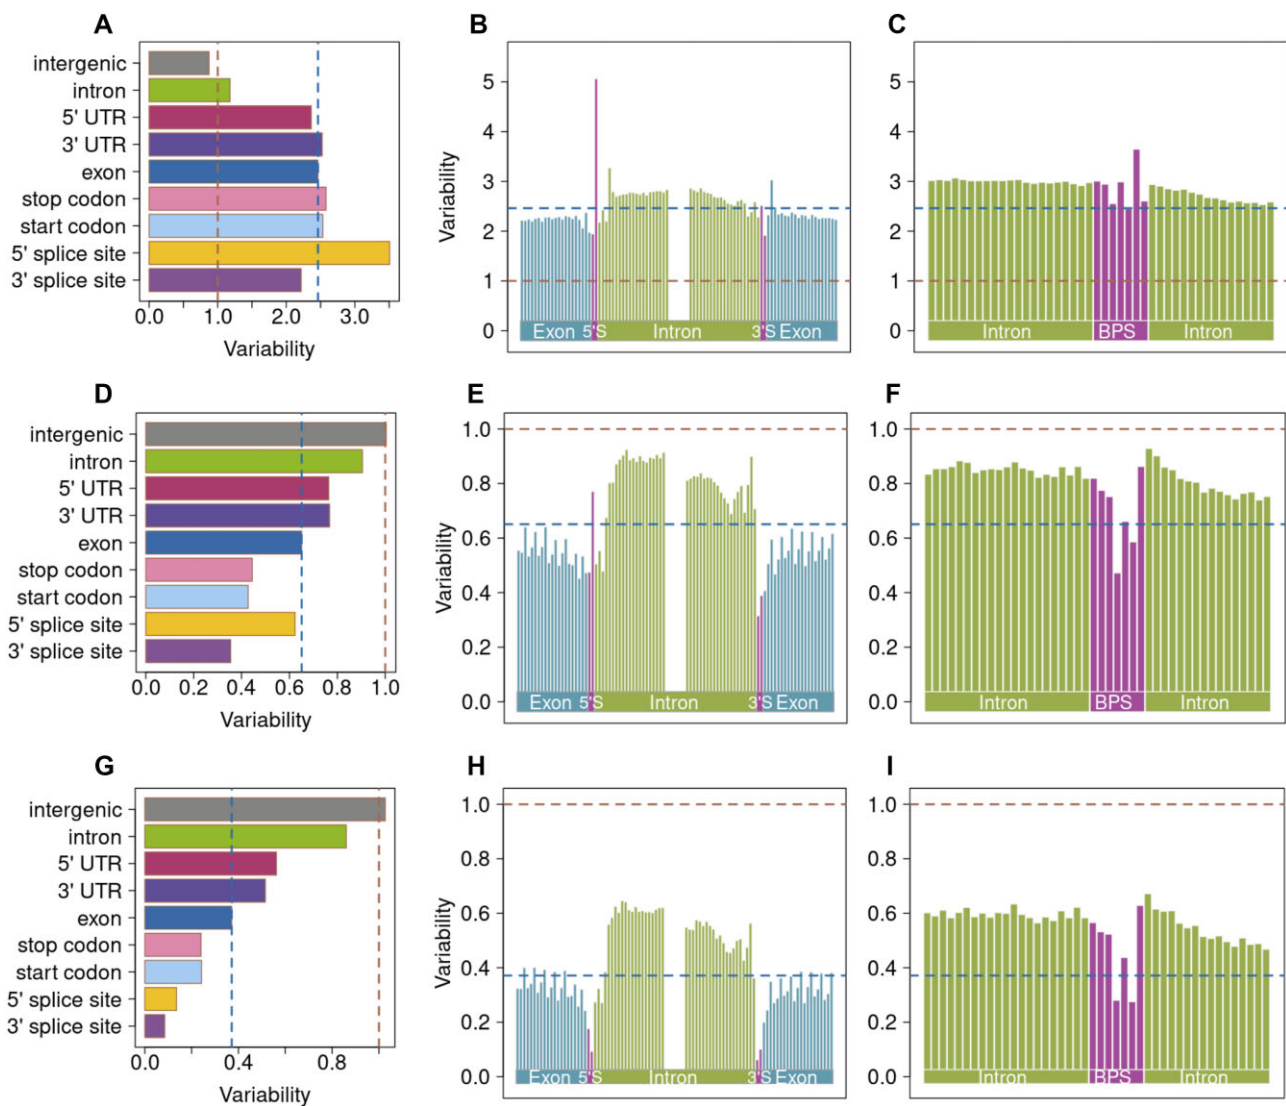 A
intergenic
intron
5' UTR
3' UTR
exon
stop codon
start codon
5' splice site
3' splice site
0.0 1.0 2.0 3.0
Variability
B
Variability
5
4
3
2
1
0
Exon 5'S Intron 3'S Exon
C
5
4
3
2
1
0
Intron BPS Intron
D
intergenic
intron
5' UTR
3' UTR
exon
stop codon
start codon
5' splice site
3' splice site
0.0 0.2 0.4 0.6 0.8 1.0
Variability
E
Variability
1.0
0.8
0.6
0.4
0.2
0.0
Exon 5'S Intron 3'S Exon
F
1.0
0.8
0.6
0.4
0.2
0.0
Intron BPS Intron
G
intergenic
intron
5' UTR
3' UTR
exon
stop codon
start codon
5' splice site
3' splice site
0.0 0.4 0.8
Variability
H
Variability
1.0
0.8
0.6
0.4
0.2
0.0
Exon 5'S Intron 3'S Exon
I
1.0
0.8
0.6
0.4
0.2
0.0
Intron BPS Intron